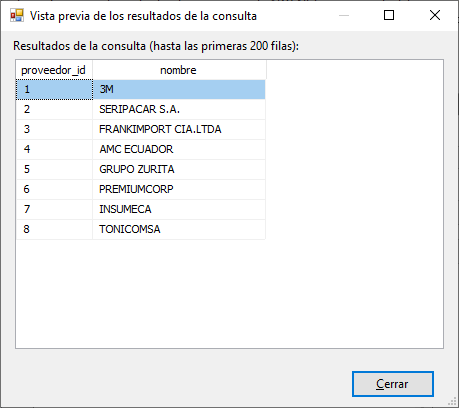 Vista previa de los resultados de la consulta
Resultados de la consulta (hasta las primeras 200 filas):
proveedor_id nombre
1 3M
2 SERIPACAR S.A.
3 FRANKIMPORT CIA.LTDA
4 AMC ECUADOR
5 GRUPO ZURITA
6 PREMIUMCORP
7 INSUMECA
8 TONICOMSA
Cerrar